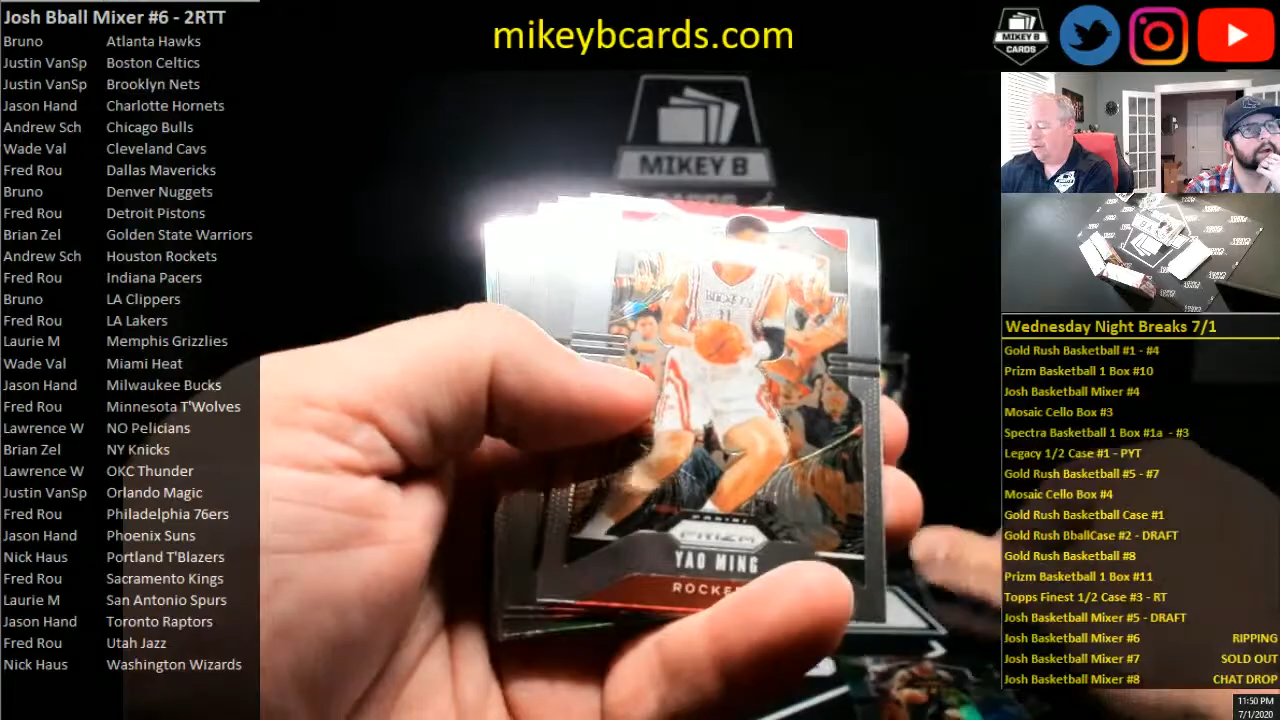 Josh Bball Mixer #6 - 2RTT
Bruno Atlanta Hawks
Justin VanSp Boston Celtics
Justin VanSp Brooklyn Nets
Jason Hand Charlotte Hornets
Andrew Sch Chicago Bulls
Wade Val Cleveland Cavs
Fred Rou Dallas Mavericks
Bruno Denver Nuggets
Fred Rou Detroit Pistons
Brian Zel Golden State Warriors
Andrew Sch Houston Rockets
Fred Rou Indiana Pacers
Bruno LA Clippers
Fred Rou LA Lakers
Laurie M Memphis Grizzlies
Wade Val Miami Heat
Jason Hand Milwaukee Bucks
Fred Rou Minnesota T'Wolves
Lawrence W NO Pelicians
Brian Zel NY Knicks
Lawrence W OKC Thunder
Justin VanSp Orlando Magic
Fred Rou Philadelphia 76ers
Jason Hand Phoenix Suns
Nick Haus Portland T'Blazers
Fred Rou Sacramento Kings
Laurie M San Antonio Spurs
Jason Hand Toronto Raptors
Fred Rou Utah Jazz
Nick Haus Washington Wizards
mikeybcards.com
MIKEY B
CARDS
MIKEY B
ROCKETS
11
PANINI
PRIZM
YAO MING
Wednesday Night Breaks 7/1
Gold Rush Basketball #1 - #4
Prizm Basketball 1 Box #10
Josh Basketball Mixer #4
Mosaic Cello Box #3
Spectra Basketball 1 Box #1a - #3
Legacy 1/2 Case #1 - PYT
Gold Rush Basketball #5 - #7
Mosaic Cello Box #4
Gold Rush Basketball Case #1
Gold Rush BballCase #2 - DRAFT
Gold Rush Basketball #8
Prizm Basketball 1 Box #11
Topps Finest 1/2 Case #3 - RT
Josh Basketball Mixer #5 - DRAFT
Josh Basketball Mixer #6 RIPPING
Josh Basketball Mixer #7 SOLD OUT
Josh Basketball Mixer #8 CHAT DROP
11:50 PM
7/1/2020